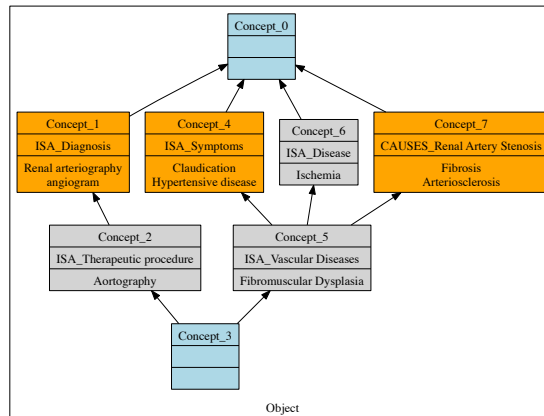 Concept_0
Concept_1
ISA_Diagnosis
Renal arteriography
angiogram
Concept_4
ISA_Symptoms
Claudication
Hypertensive disease
Concept_6
ISA_Disease
Ischemia
Concept_7
CAUSES_Renal Artery Stenosis
Fibrosis
Arteriosclerosis
Concept_2
ISA_Therapeutic procedure
Aortography
Concept_5
ISA_Vascular Diseases
Fibromuscular Dysplasia
Concept_3
Object